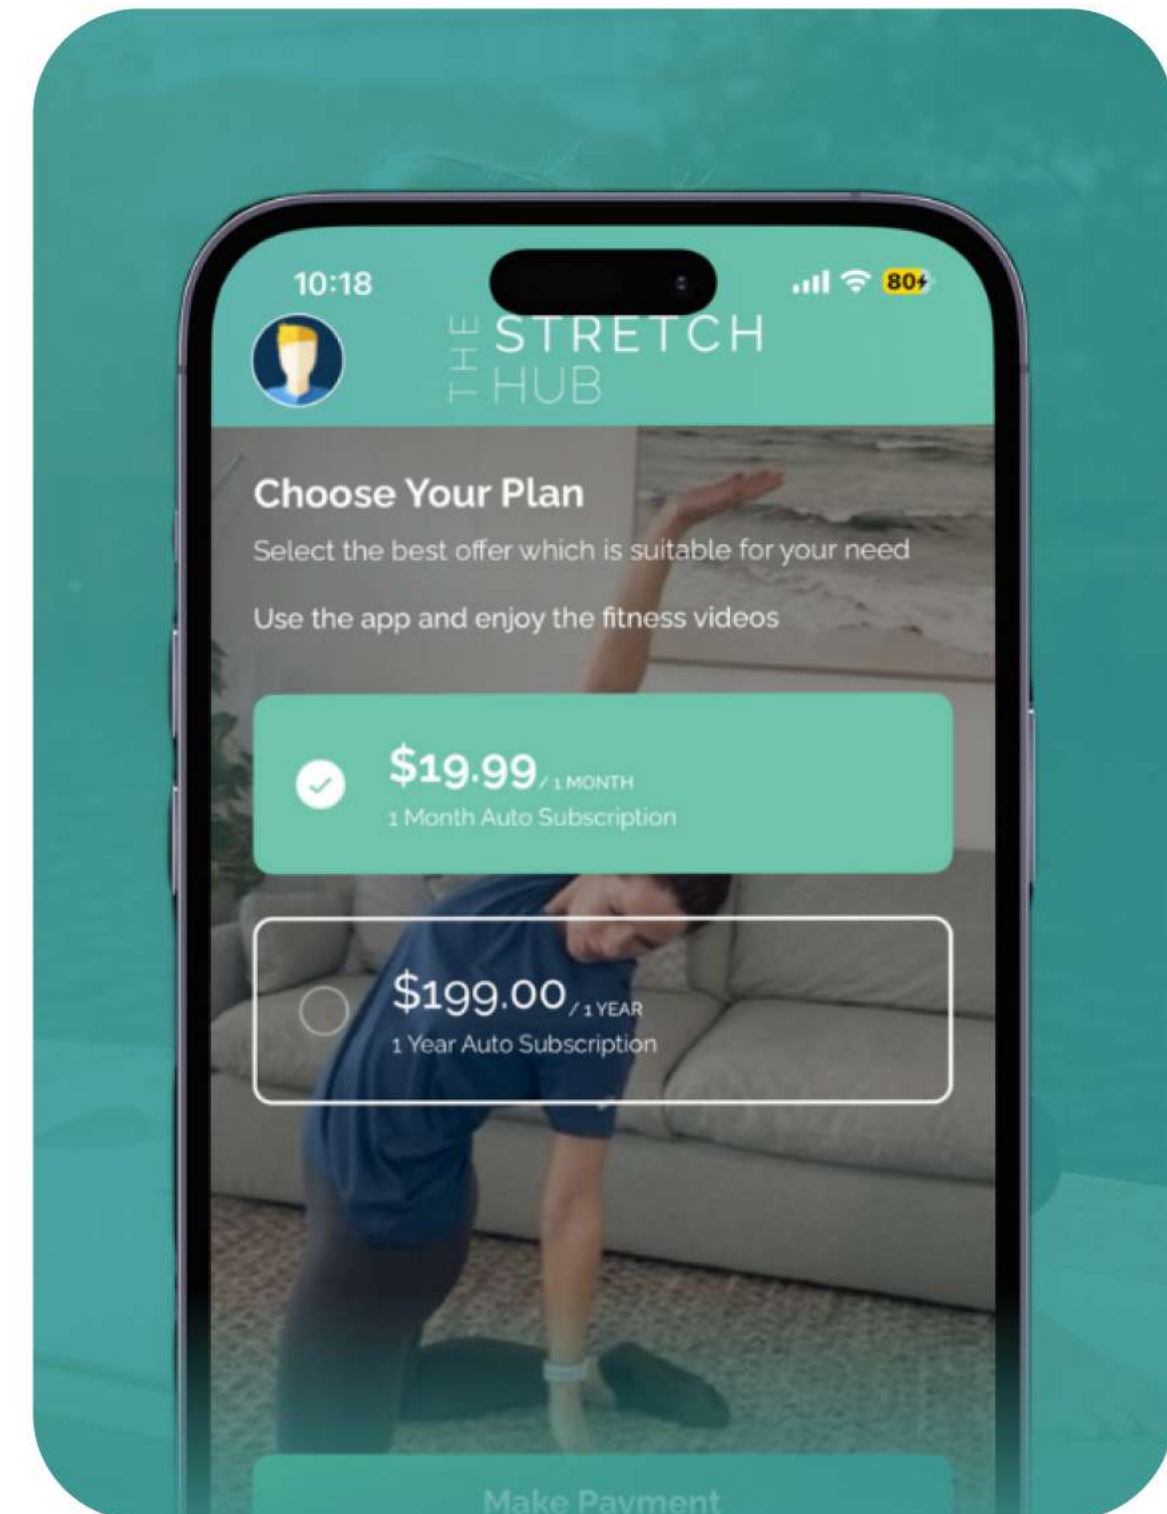 10:18
80
THE STRETCH
HUB
Choose Your Plan
Select the best offer which is suitable for your need
Use the app and enjoy the fitness videos
$19.99 / 1 MONTH
1 Month Auto Subscription
$199.00 / 1 YEAR
1 Year Auto Subscription
Make Payment